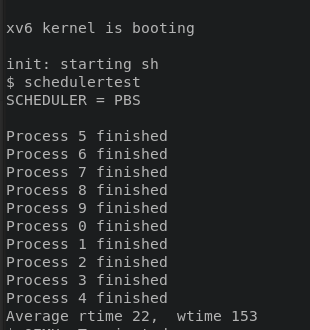 xv6 kernel is booting
init: starting sh
$ schedulertest
SCHEDULER = PBS
Process 5 finished
Process 6 finished
Process 7 finished
Process 8 finished
Process 9 finished
Process 0 finished
Process 1 finished
Process 2 finished
Process 3 finished
Process 4 finished
Average rtime 22,  wtime 153